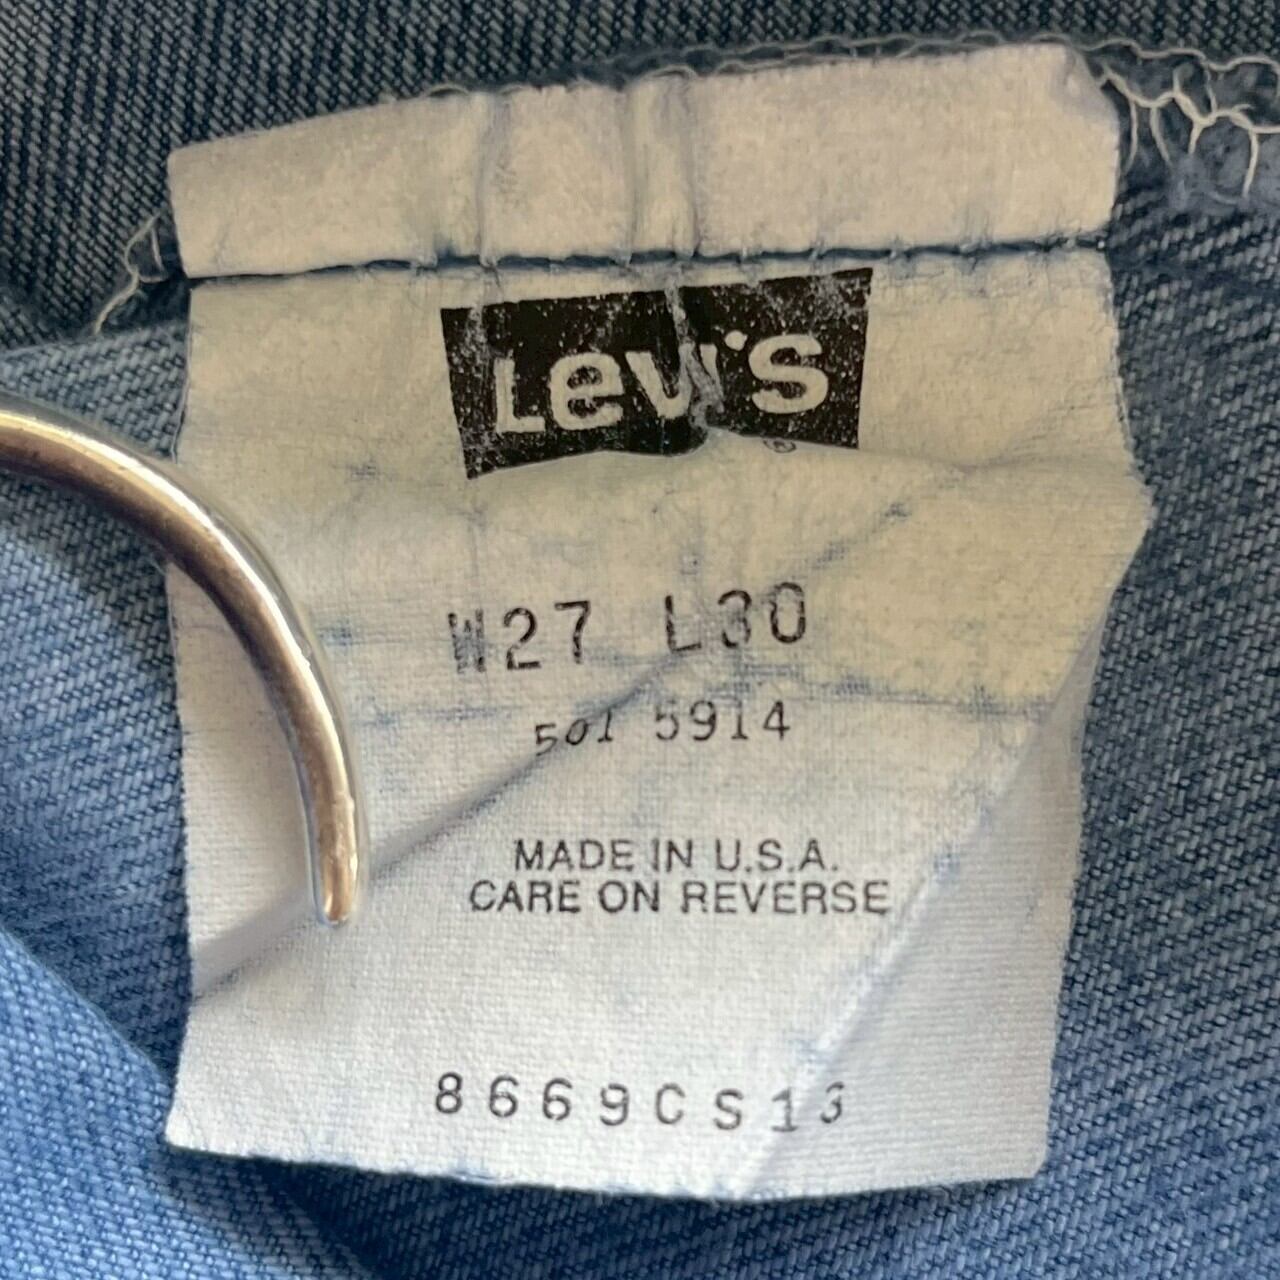 Levi's
®
W27 L30
501 5914
MADE IN U.S.A.
CARE ON REVERSE
8669CS13